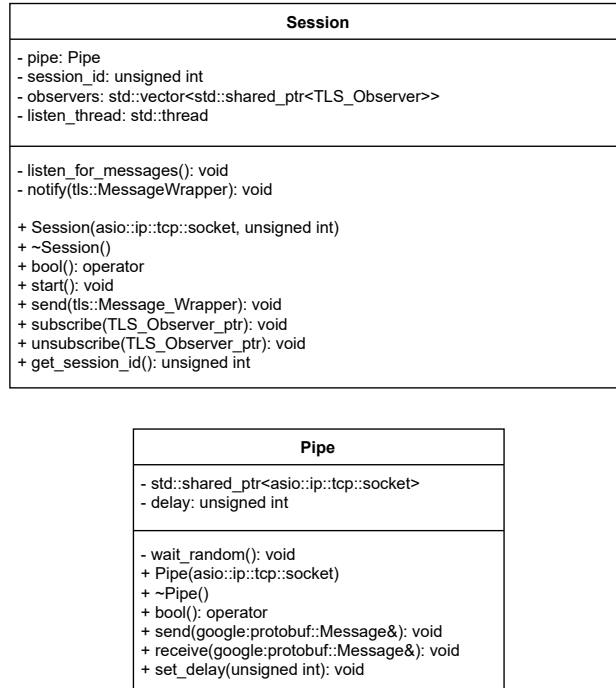 Session
- pipe: Pipe
- session_id: unsigned int
- observers: std::vector<std::shared_ptr<TLS_Observer>>
- listen_thread: std::thread
- listen_for_messages(): void
- notify(tls::MessageWrapper): void
+ Session(asio::ip::tcp::socket, unsigned int)
+ ~Session()
+ bool(): operator
+ start(): void
+ send(tls::Message_Wrapper): void
+ subscribe(TLS_Observer_ptr): void
+ unsubscribe(TLS_Observer_ptr): void
+ get_session_id(): unsigned int
Pipe
- std::shared_ptr<asio::ip::tcp::socket>
- delay: unsigned int
- wait_random(): void
+ Pipe(asio::ip::tcp::socket)
+ ~Pipe()
+ bool(): operator
+ send(google:protobuf::Message&): void
+ receive(google:protobuf::Message&): void
+ set_delay(unsigned int): void